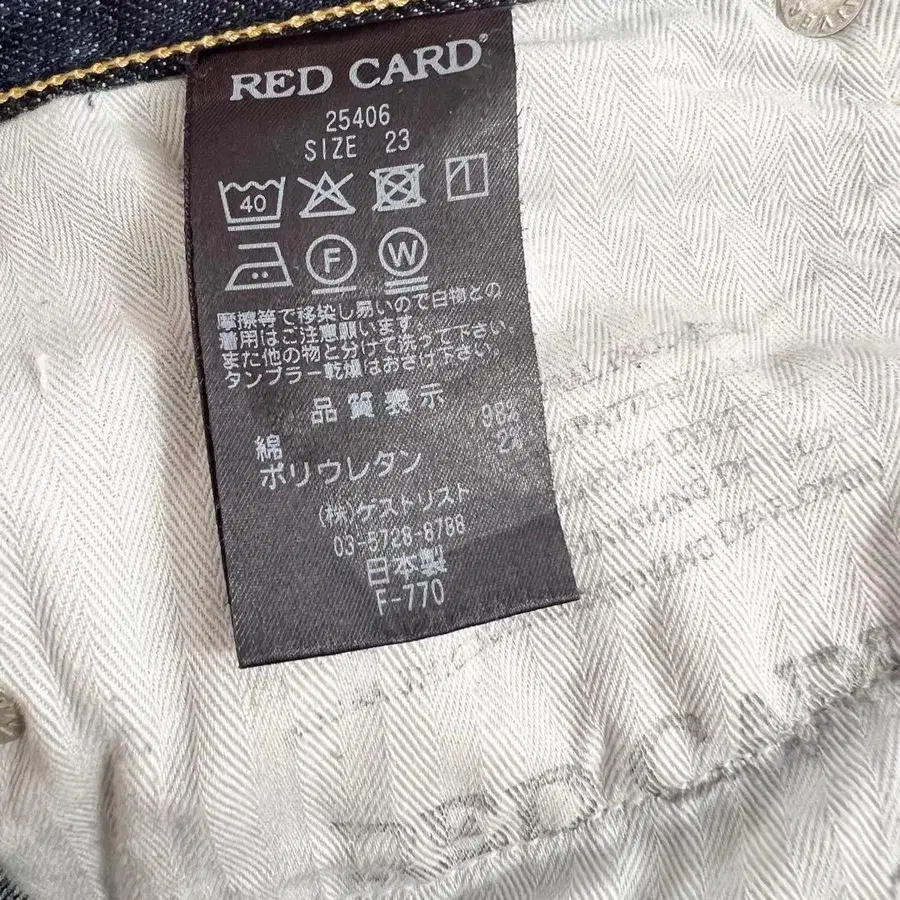 RED CARD®
25406
SIZE 23
40
F
W
摩擦等で移染し易いので白物との
着用はご注意願います。
また他の物と分けて洗って下さい
タンブラー乾燥はおさけ下さい
品質表示
綿 98%
ポリウレタン 2%
(株)ゲストリスト
03-5728-8788
日本製
F-770
DEVELOPMENT
RED CARD